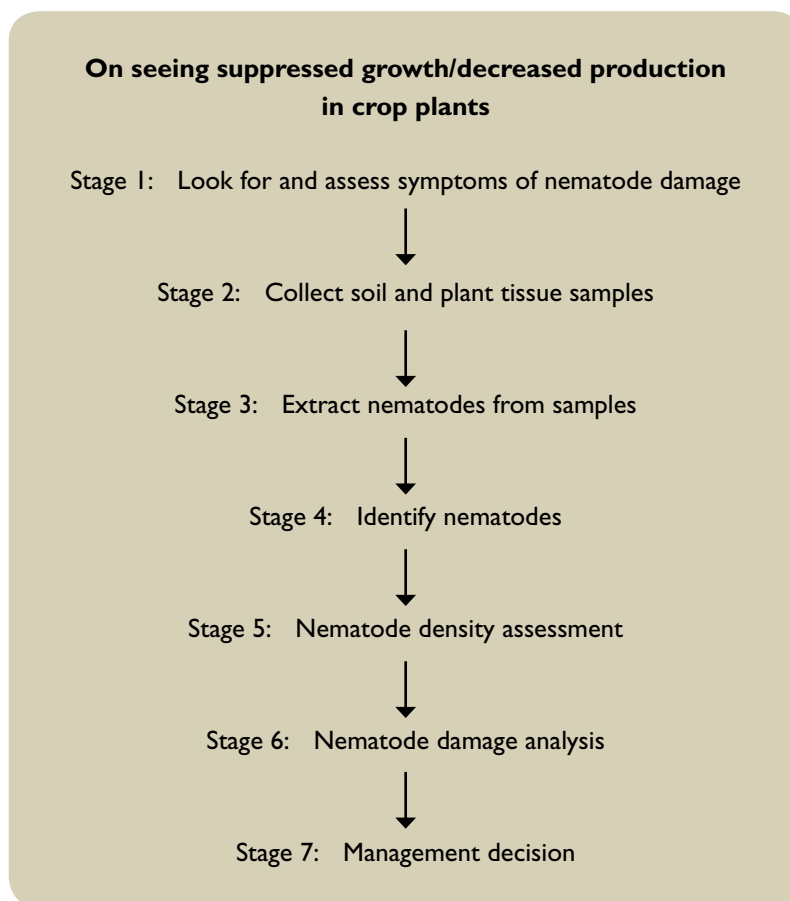 On seeing suppressed growth/decreased production
in crop plants
Stage 1: Look for and assess symptoms of nematode damage
Stage 2: Collect soil and plant tissue samples
Stage 3: Extract nematodes from samples
Stage 4: Identify nematodes
Stage 5: Nematode density assessment
Stage 6: Nematode damage analysis
Stage 7: Management decision